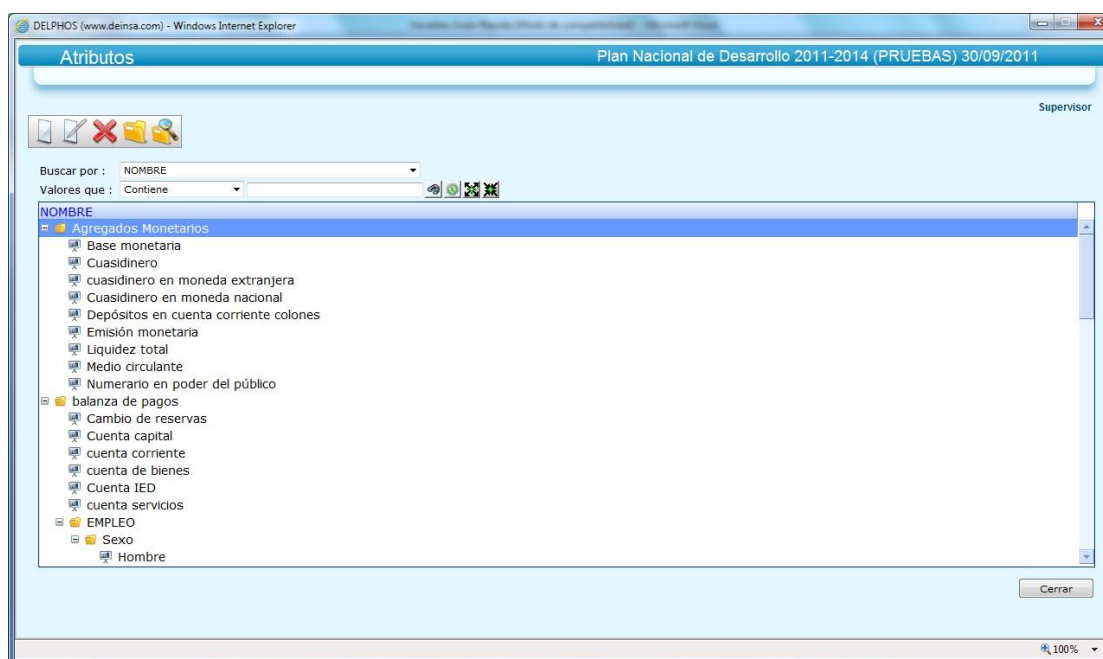 DELPHOS (www.deinsa.com) - Windows Internet Explorer
Atributos
Plan Nacional de Desarrollo 2011-2014 (PRUEBAS) 30/09/2011
Supervisor
Buscar por : NOMBRE
Valores que : Contiene
NOMBRE
Agregados Monetarios
Base monetaria
Cuasidinero
cuasidinero en moneda extranjera
Cuasidinero en moneda nacional
Depósitos en cuenta corriente colones
Emisión monetaria
Liquidez total
Medio circulante
Numerario en poder del público
balanza de pagos
Cambio de reservas
Cuenta capital
cuenta corriente
cuenta de bienes
Cuenta IED
cuenta servicios
EMPLEO
Sexo
Hombre
Cerrar
100%